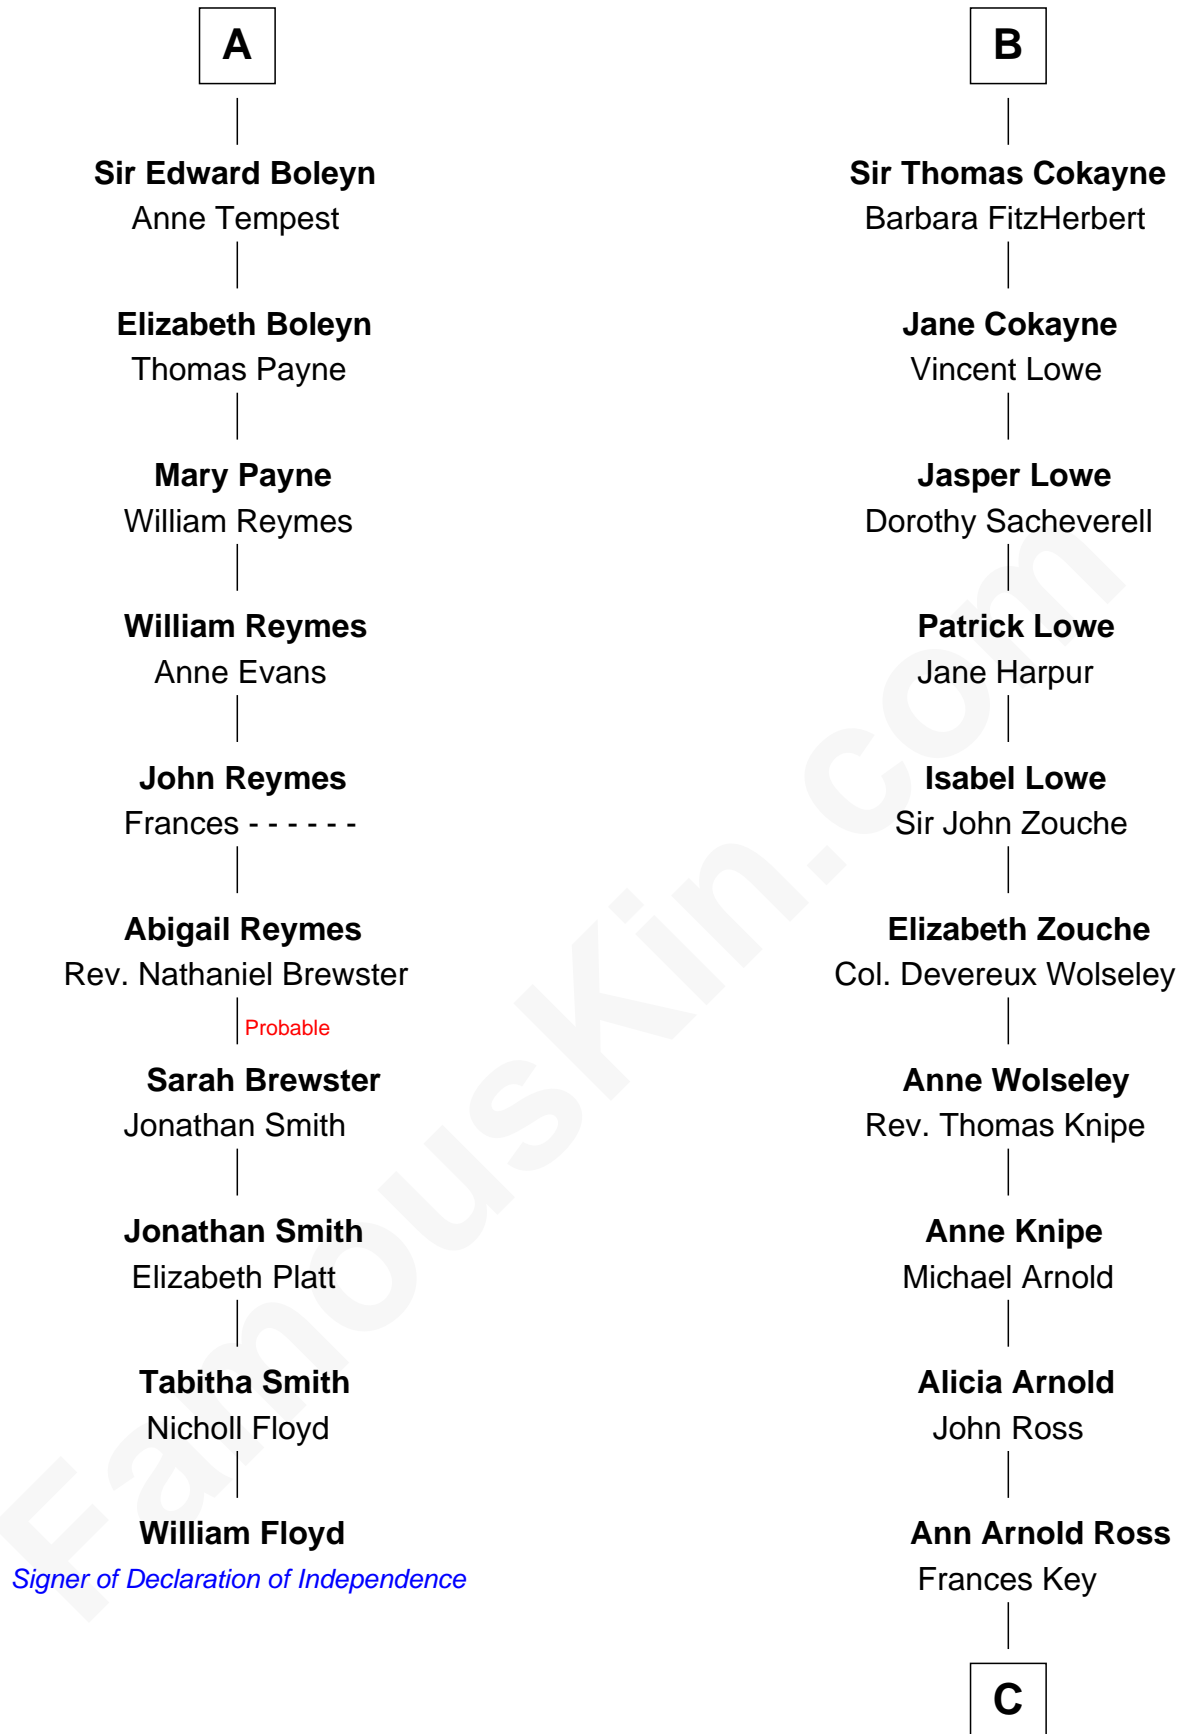 A
Sir Edward Boleyn
Anne Tempest
Elizabeth Boleyn
Thomas Payne
Mary Payne
William Reymes
William Reymes
Anne Evans
John Reymes
Frances - - - - - -
Abigail Reymes
Rev. Nathaniel Brewster
Probable
Sarah Brewster
Jonathan Smith
Jonathan Smith
Elizabeth Platt
Tabitha Smith
Nicholl Floyd
William Floyd
Signer of Declaration of Independence
B
Sir Thomas Cokayne
Barbara FitzHerbert
Jane Cokayne
Vincent Lowe
Jasper Lowe
Dorothy Sacheverell
Patrick Lowe
Jane Harpur
Isabel Lowe
Sir John Zouche
Elizabeth Zouche
Col. Devereux Wolseley
Anne Wolseley
Rev. Thomas Knipe
Anne Knipe
Michael Arnold
Alicia Arnold
John Ross
Ann Arnold Ross
Frances Key
C
FamousKin.com